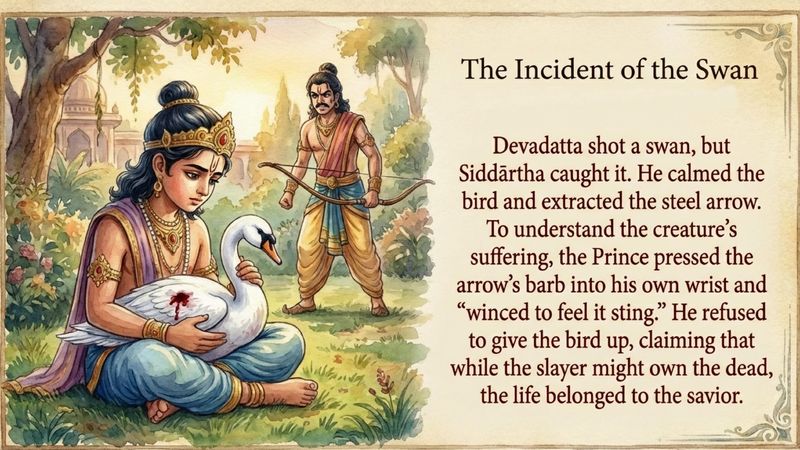 The Incident of the Swan
Devadatta shot a swan, but
Siddārtha caught it. He calmed the
bird and extracted the steel arrow.
To understand the creature’s
suffering, the Prince pressed the
arrow’s barb into his own wrist and
“winced to feel it sting.” He refused
to give the bird up, claiming that
while the slayer might own the dead,
the life belonged to the savior.